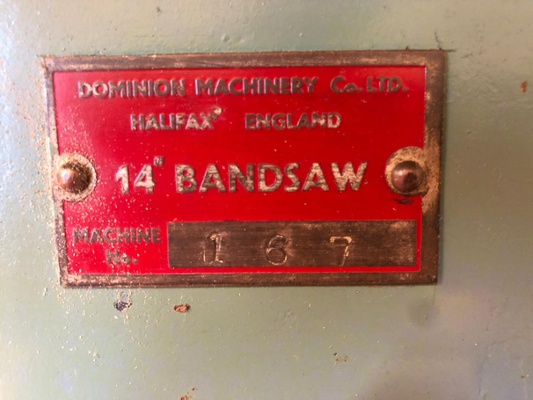 DOMINION MACHINERY Co. LTD.
HALIFAX ENGLAND
14" BANDSAW
MACHINE
No.
167